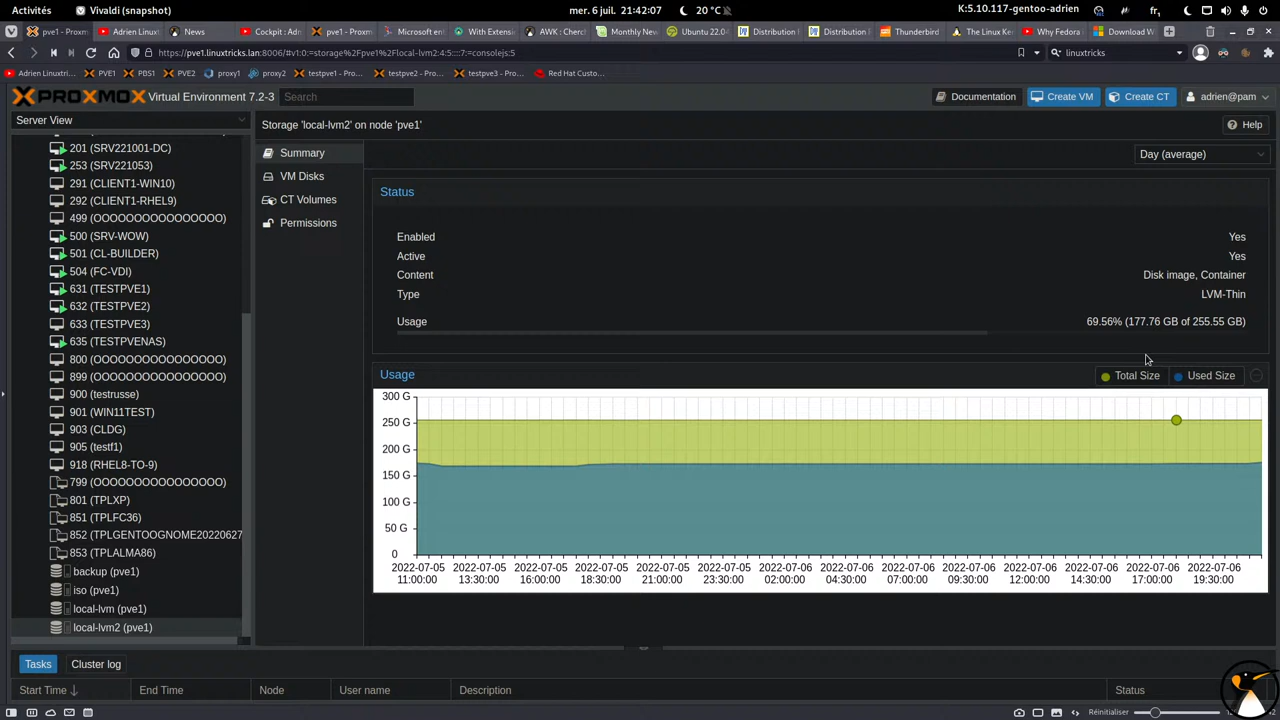 Activités
Vivaldi (snapshot)
mer. 6 juil. 21:42:07
20 °C
K:5.10.117-gentoo-adrien
fr₁
pve1 - Proxmox
Adrien Linuxt
News
Cockpit : Adn
pve1 - Proxm
Microsoft en
With Extensi
AWK : Cherch
Monthly New
Ubuntu 22.04
Distribution
Distribution
Thunderbird
The Linux Ker
Why Fedora
Download W
https://pve1.linuxtricks.lan:8006/#v1:0:=storage%2Fpve1%2Flocal-lvm2:4:5::::7:=consolejs:5
linuxtricks
Adrien Linuxtri...
PVE1
PBS1
PVE2
proxy1
proxy2
testpve1 - Pro...
testpve2 - Pro...
testpve3 - Pro...
Red Hat Custo...
PROXMOX
Virtual Environment 7.2-3
Search
Documentation
Create VM
Create CT
adrien@pam
Server View
Storage 'local-lvm2' on node 'pve1'
Help
201 (SRV221001-DC)
253 (SRV221053)
291 (CLIENT1-WIN10)
292 (CLIENT1-RHEL9)
499 (OOOOOOOOOOOOOOOO)
500 (SRV-WOW)
501 (CL-BUILDER)
504 (FC-VDI)
631 (TESTPVE1)
632 (TESTPVE2)
633 (TESTPVE3)
635 (TESTPVENAS)
800 (OOOOOOOOOOOOOOOO)
899 (OOOOOOOOOOOOOOOO)
900 (testrusse)
901 (WIN11TEST)
903 (CLDG)
905 (testf1)
918 (RHEL8-TO-9)
799 (OOOOOOOOOOOOOOOO)
801 (TPLXP)
851 (TPLFC36)
852 (TPLGENTOOGNOME20220627
853 (TPLALMA86)
backup (pve1)
iso (pve1)
local-lvm (pve1)
local-lvm2 (pve1)
Summary
VM Disks
CT Volumes
Permissions
Day (average)
Status
Enabled Yes
Active Yes
Content Disk image, Container
Type LVM-Thin
Usage 69.56% (177.76 GB of 255.55 GB)
Usage
Total Size
Used Size
300 G
250 G
200 G
150 G
100 G
50 G
0
2022-07-05 2022-07-05 2022-07-05 2022-07-05 2022-07-05 2022-07-05 2022-07-06 2022-07-06 2022-07-06 2022-07-06 2022-07-06 2022-07-06 2022-07-06 2022-07-06
11:00:00 13:30:00 16:00:00 18:30:00 21:00:00 23:30:00 02:00:00 04:30:00 07:00:00 09:30:00 12:00:00 14:30:00 17:00:00 19:30:00
Tasks
Cluster log
Start Time
End Time
Node
User name
Description
Status
Réinitialiser